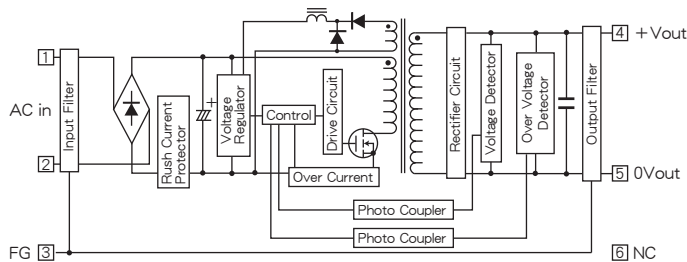 1
AC in
2
FG 3
Input Filter
Rush Current
Protector
+
Voltage
Regulator
Control
Drive Circuit
Over Current
Photo Coupler
Photo Coupler
Rectifier Circuit
Voltage Detector
Over Voltage
Detector
Output Filter
4 +Vout
5 0Vout
6 NC